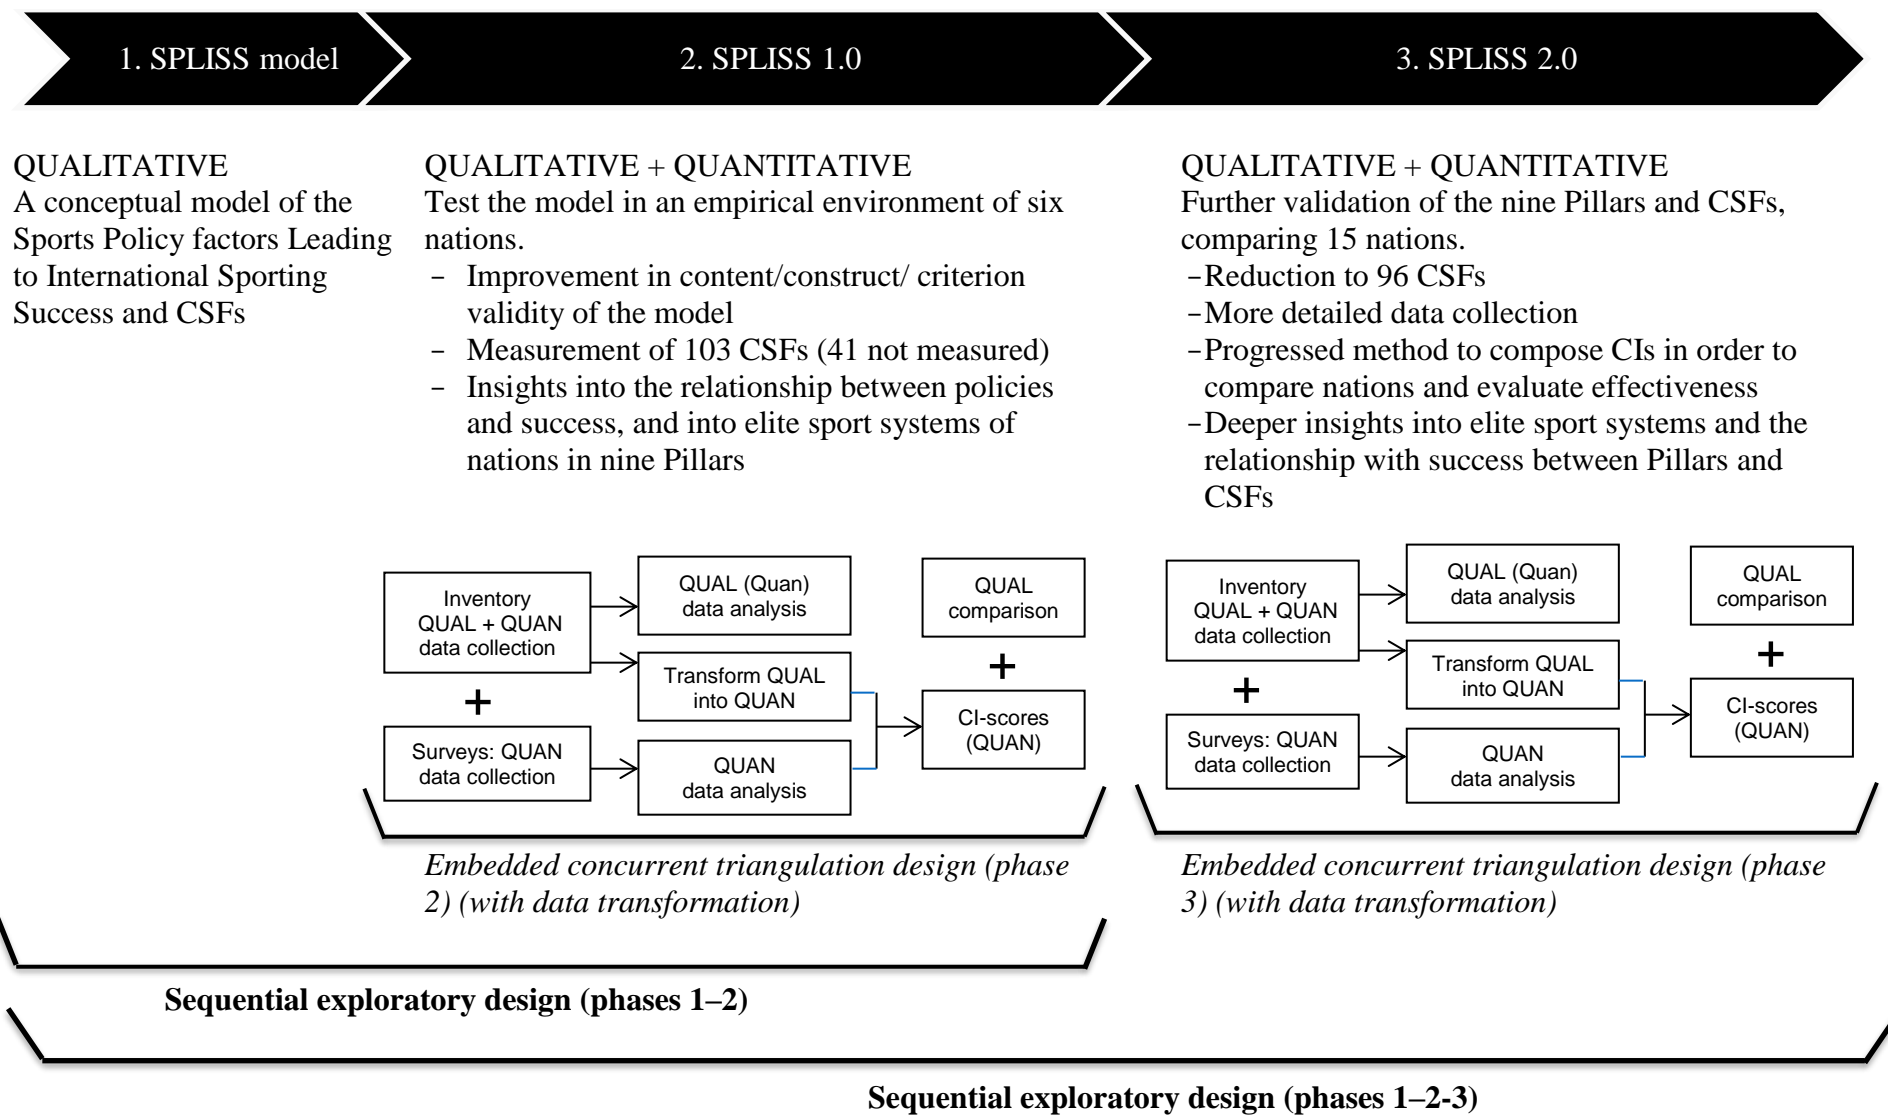 1. SPLISS model
2. SPLISS 1.0
3. SPLISS 2.0
QUALITATIVE
A conceptual model of the
Sports Policy factors Leading
to International Sporting
Success and CSFs
QUALITATIVE + QUANTITATIVE
Test the model in an empirical environment of six
nations.
- Improvement in content/construct/ criterion
validity of the model
- Measurement of 103 CSFs (41 not measured)
- Insights into the relationship between policies
and success, and into elite sport systems of
nations in nine Pillars
QUALITATIVE + QUANTITATIVE
Further validation of the nine Pillars and CSFs,
comparing 15 nations.
-Reduction to 96 CSFs
-More detailed data collection
-Progressed method to compose CIs in order to
compare nations and evaluate effectiveness
-Deeper insights into elite sport systems and the
relationship with success between Pillars and
CSFs
Inventory
QUAL + QUAN
data collection
+
Surveys: QUAN
data collection
QUAL (Quan)
data analysis
Transform QUAL
into QUAN
QUAN
data analysis
QUAL
comparison
+
CI-scores
(QUAN)
Inventory
QUAL + QUAN
data collection
+
Surveys: QUAN
data collection
QUAL (Quan)
data analysis
Transform QUAL
into QUAN
QUAN
data analysis
QUAL
comparison
+
CI-scores
(QUAN)
Embedded concurrent triangulation design (phase
2) (with data transformation)
Embedded concurrent triangulation design (phase
3) (with data transformation)
Sequential exploratory design (phases 1–2)
Sequential exploratory design (phases 1–2-3)